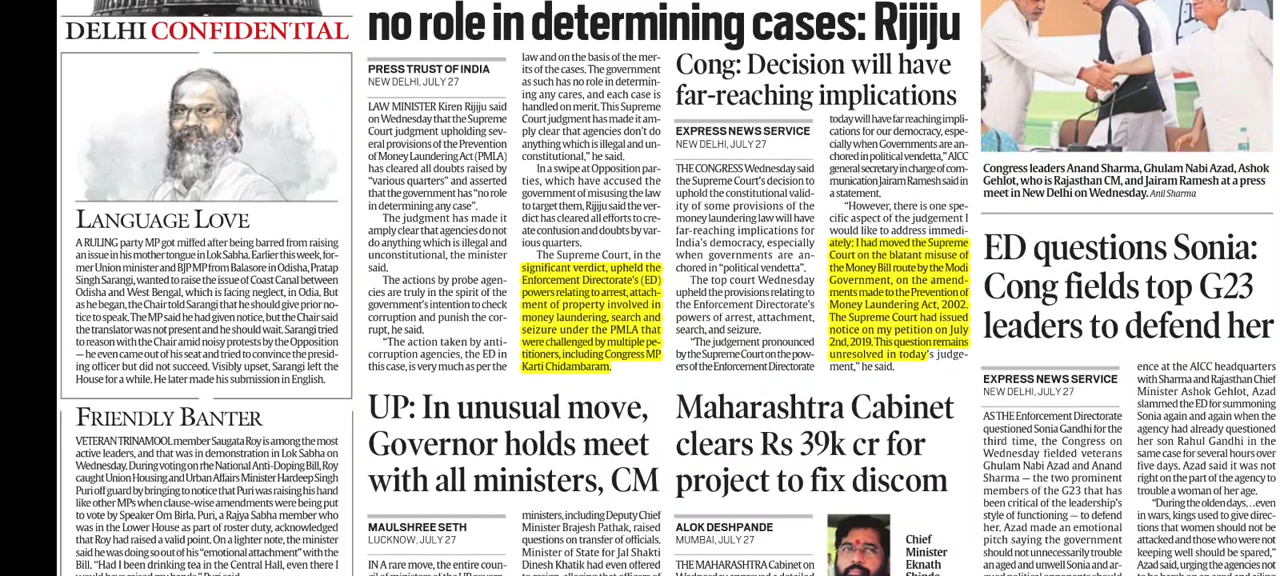 DELHI CONFIDENTIAL
LANGUAGE LOVE
A RULING party MP got miffed after being barred from raising
an issue in his mother tongue in Lok Sabha. Earlier this week, for-
mer Union minister and BJP MP from Balasore in Odisha, Pratap
Singh Sarangi, wanted to raise the issue of Coast Canal between
Odisha and West Bengal, which is facing neglect, in Odia. But
as he began, the Chair told Sarangi that he should give prior no-
tice to speak. The MP said he had given notice, but the Chair said
the translator was not present and he should wait. Sarangi tried
to reason with the Chair amid noisy protests by the Opposition
— he even came out of his seat and tried to convince the presid-
ing officer but did not succeed. Visibly upset, Sarangi left the
House for a while. He later made his submission in English.
FRIENDLY BANTER
VETERAN TRINAMOOL member Saugata Roy is among the most
active leaders, and that was in demonstration in Lok Sabha on
Wednesday. During voting on rhe National Anti-Doping Bill, Roy
caught Union Housing and Urban Affairs Minister Hardeep Singh
Puri off guard by bringing to notice that Puri was raising his hand
like other MPs when clause-wise amendments were being put
to vote by Speaker Om Birla. Puri, a Rajya Sabha member who
was in the Lower House as part of roster duty, acknowledged
that Roy had raised a valid point. On a lighter note, the minister
said he was doing so out of his "emotional attachment" with the
Bill. "Had I been drinking tea in the Central Hall, even there I
no role in determining cases: Rijiju
PRESS TRUST OF INDIA
NEW DELHI, JULY 27
LAW MINISTER Kiren Rijiju said
on Wednesday that the Supreme
Court judgment upholding sev-
eral provisions of the Prevention
of Money Laundering Act (PMLA)
has cleared all doubts raised by
"various quarters" and asserted
that the government has "no role
in determining any case".
The judgment has made it
amply clear that agencies do not
do anything which is illegal and
unconstitutional, the minister
said.
The actions by probe agen-
cies are truly in the spirit of the
government's intention to check
corruption and punish the cor-
rupt, he said.
"The action taken by anti-
corruption agencies, the ED in
this case, is very much as per the
law and on the basis of the mer-
its of the cases. The government
as such has no role in determin-
ing any cares, and each case is
handled on merit. This Supreme
Court judgment has made it am-
ply clear that agencies don't do
anything which is illegal and un-
constitutional," he said.
In a swipe at Opposition par-
ties, which have accused the
government of misusing the law
to target them, Rijiju said the ver-
dict has cleared all efforts to cre-
ate confusion and doubts by var-
ious quarters.
The Supreme Court, in the
significant verdict, upheld the
Enforcement Directorate's (ED)
powers relating to arrest, attach-
ment of property involved in
money laundering, search and
seizure under the PMLA that
were challenged by multiple pe-
titioners, including Congress MP
Karti Chidambaram.
Cong: Decision will have
far-reaching implications
EXPRESS NEWS SERVICE
NEW DELHI, JULY 27
THE CONGRESS Wednesday said
the Supreme Court's decision to
uphold the constitutional valid-
ity of some provisions of the
money laundering law will have
far-reaching implications for
India's democracy, especially
when governments are an-
chored in "political vendetta".
The top court Wednesday
upheld the provisions relating to
the Enforcement Directorate's
powers of arrest, attachment,
search, and seizure.
"The judgement pronounced
by the Supreme Court on the pow-
ers of the Enforcement Directorate
today will have far reaching impli-
cations for our democracy, espe-
cially when Governments are an-
chored in political vendetta," AICC
general secretary in charge of com-
munication Jairam Ramesh said in
a statement.
"However, there is one spe-
cific aspect of the judgement I
would like to address immedi-
ately: I had moved the Supreme
Court on the blatant misuse of
the Money Bill route by the Modi
Government, on the amend-
ments made to the Prevention of
Money Laundering Act, 2002.
The Supreme Court had issued
notice on my petition on July
2nd, 2019. This question remains
unresolved in today's judge-
ment," he said.
Congress leaders Anand Sharma, Ghulam Nabi Azad, Ashok
Gehlot, who is Rajasthan CM, and Jairam Ramesh at a press
meet in New Delhi on Wednesday. Anil Sharma
ED questions Sonia:
Cong fields top G23
leaders to defend her
EXPRESS NEWS SERVICE
NEW DELHI, JULY 27
AS THE Enforcement Directorate
questioned Sonia Gandhi for the
third time, the Congress on
Wednesday fielded veterans
Ghulam Nabi Azad and Anand
Sharma — the two prominent
members of the G23 that has
been critical of the leadership's
style of functioning — to defend
her. Azad made an emotional
pitch saying the government
should not unnecessarily trouble
an aged and unwell Sonia and ar-
ence at the AICC headquarters
with Sharma and Rajasthan Chief
Minister Ashok Gehlot, Azad
slammed the ED for summoning
Sonia again and again when the
agency had already questioned
her son Rahul Gandhi in the
same case for several hours over
five days. Azad said it was not
right on the part of the agency to
trouble a woman of her age.
"During the olden days...even
in wars, kings used to give direc-
tions that women should not be
attacked and those who were not
keeping well should be spared,"
Azad said, urging the agencies not
UP: In unusual move,
Governor holds meet
with all ministers, CM
MAULSHREE SETH
LUCKNOW, JULY 27
IN A rare move, the entire coun-
ministers, including Deputy Chief
Minister Brajesh Pathak, raised
questions on transfer of officials.
Minister of State for Jal Shakti
Dinesh Khatik had even offered
Maharashtra Cabinet
clears Rs 39k cr for
project to fix discom
ALOK DESHPANDE
MUMBAI, JULY 27
THE MAHARASHTRA Cabinet on
Chief
Minister
Eknath